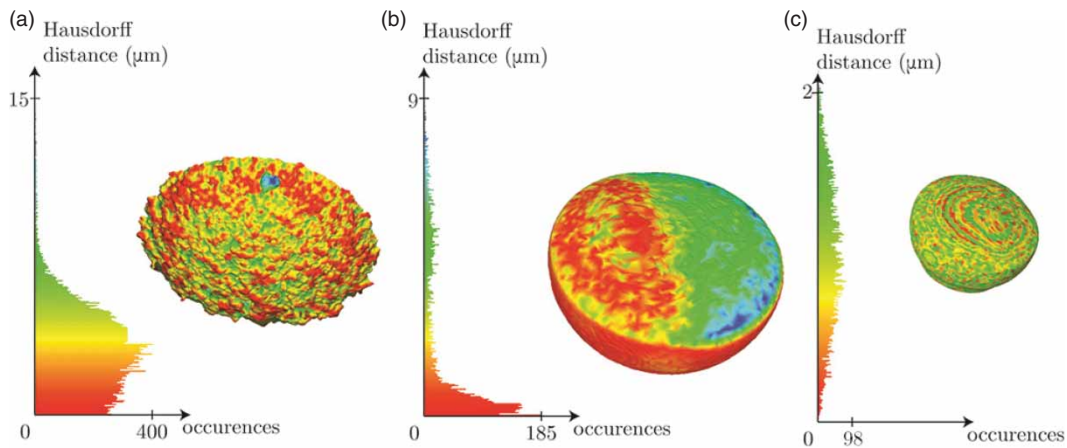 (a)
Hausdorff
distance (µm)
15
0
400
occurences
(b)
Hausdorff
distance (µm)
9
0
185
occurences
(c)
Hausdorff
distance (µm)
2
0
98
occurences